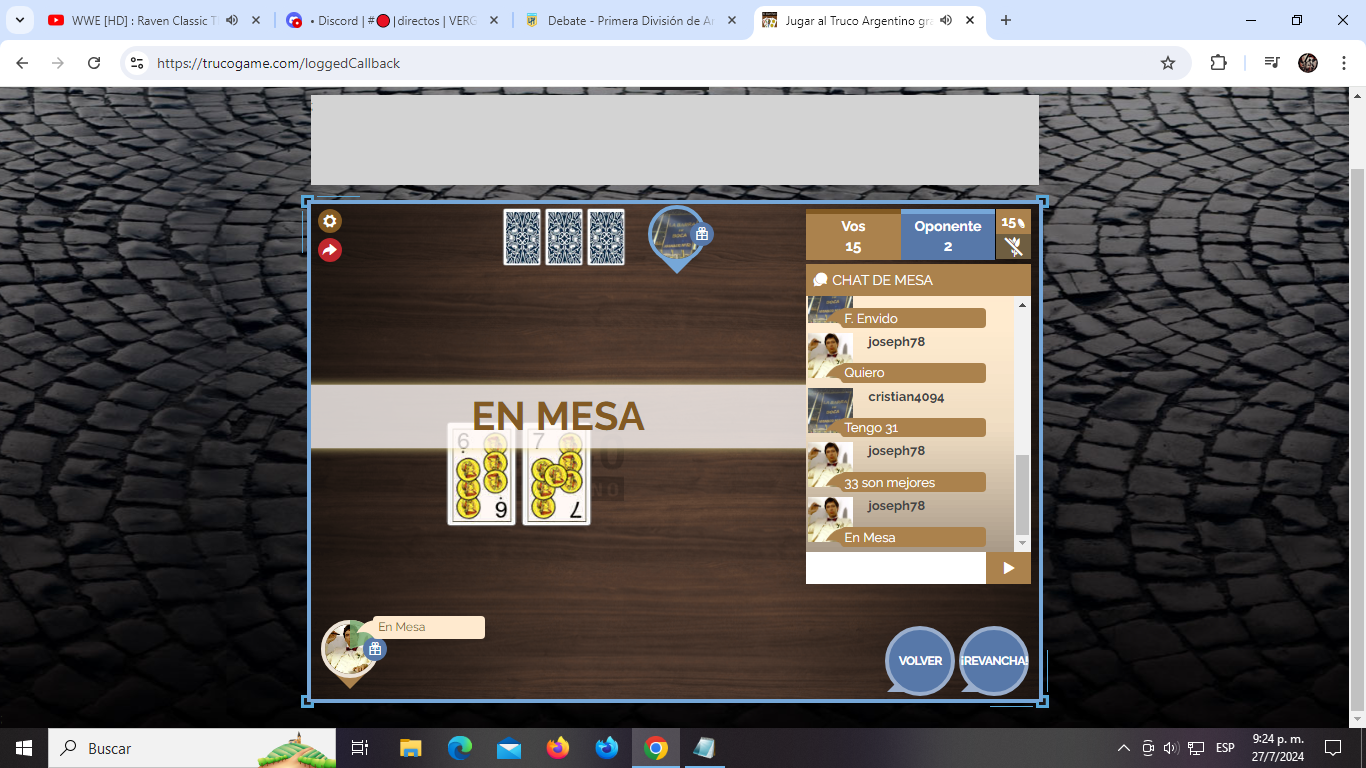 WWE [HD] : Raven Classic T
• Discord | #🔴|directos | VERG
Debate - Primera División de Ar
Jugar al Truco Argentino gra
https://trucogame.com/loggedCallback
Vos
15
Oponente
2
15
CHAT DE MESA
F. Envido
joseph78
Quiero
cristian4094
Tengo 31
joseph78
33 son mejores
joseph78
En Mesa
EN MESA
6
7
6
7
En Mesa
VOLVER
¡REVANCHA!
Buscar
ESP
9:24 p. m.
27/7/2024